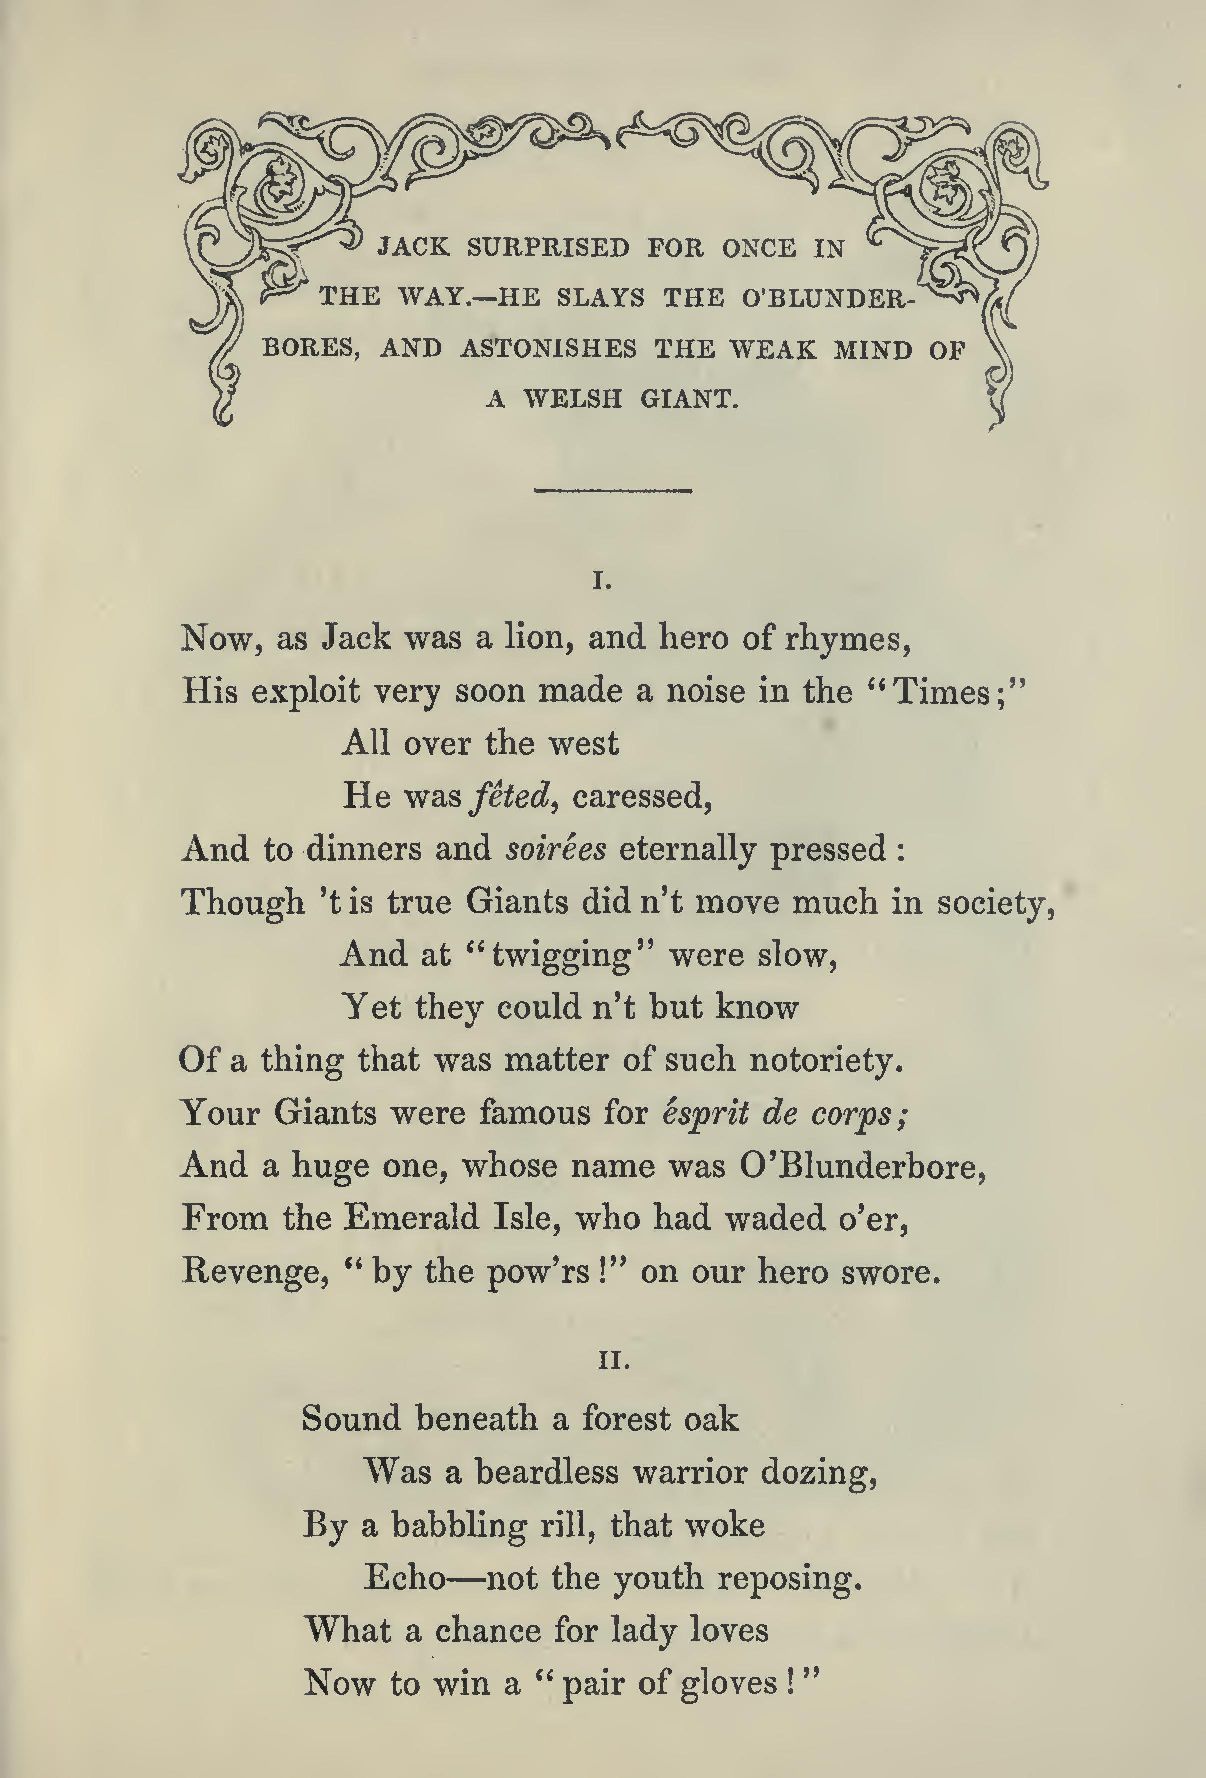 JACK SURPRISED FOR ONCE IN
THE WAY.—HE SLAYS THE O'BLUNDER-
BORES, AND ASTONISHES THE WEAK MIND OF
A WELSH GIANT.
I.
Now, as Jack was a lion, and hero of rhymes,
His exploit very soon made a noise in the “Times;”
All over the west
He was fêted, caressed,
And to dinners and soirées eternally pressed :
Though ’t is true Giants did n’t move much in society,
And at “twigging” were slow,
Yet they could n’t but know
Of a thing that was matter of such notoriety.
Your Giants were famous for ésprit de corps;
And a huge one, whose name was O’Blunderbore,
From the Emerald Isle, who had waded o’er,
Revenge, “by the pow’rs!” on our hero swore.
II.
Sound beneath a forest oak
Was a beardless warrior dozing,
By a babbling rill, that woke
Echo—not the youth reposing.
What a chance for lady loves
Now to win a “pair of gloves!”